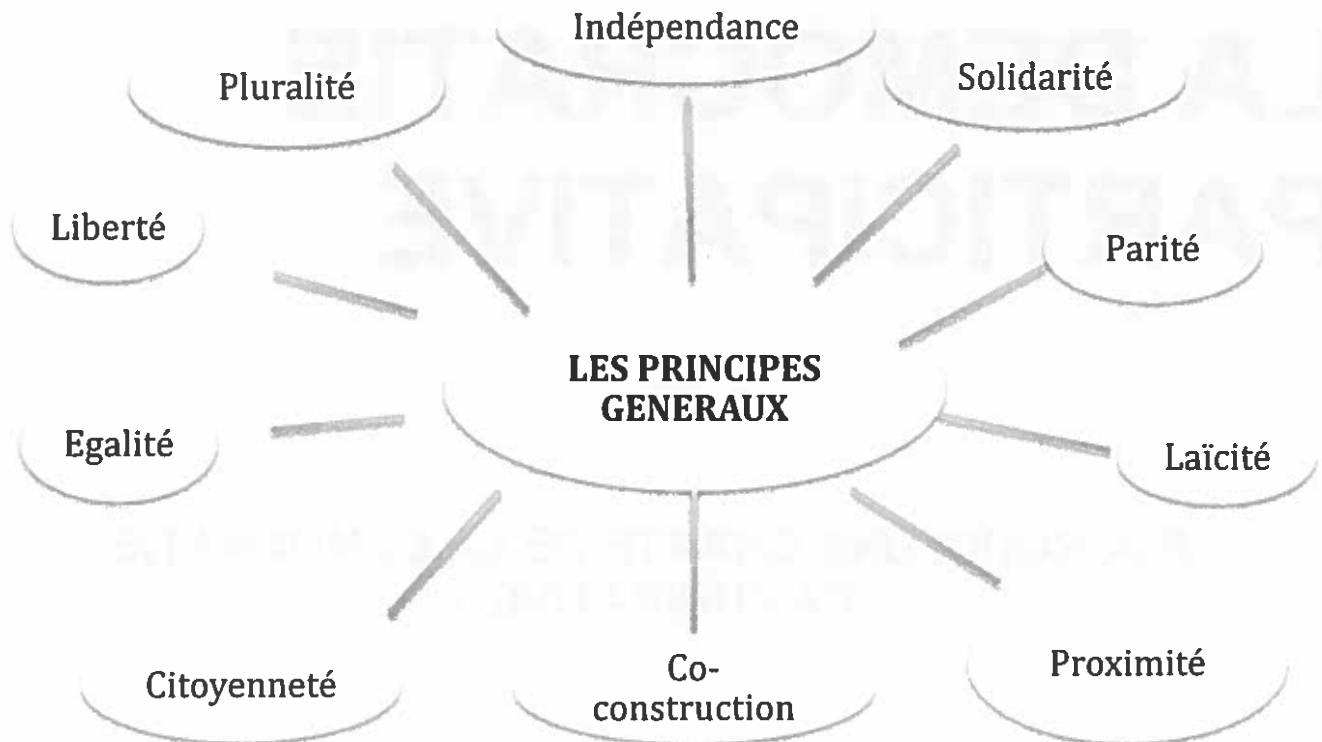 Indépendance
Pluralité
Solidarité
Liberté
Parité
LES PRINCIPES
GENERAUX
Egalité
Laïcité
Citoyenneté
Co-
construction
Proximité